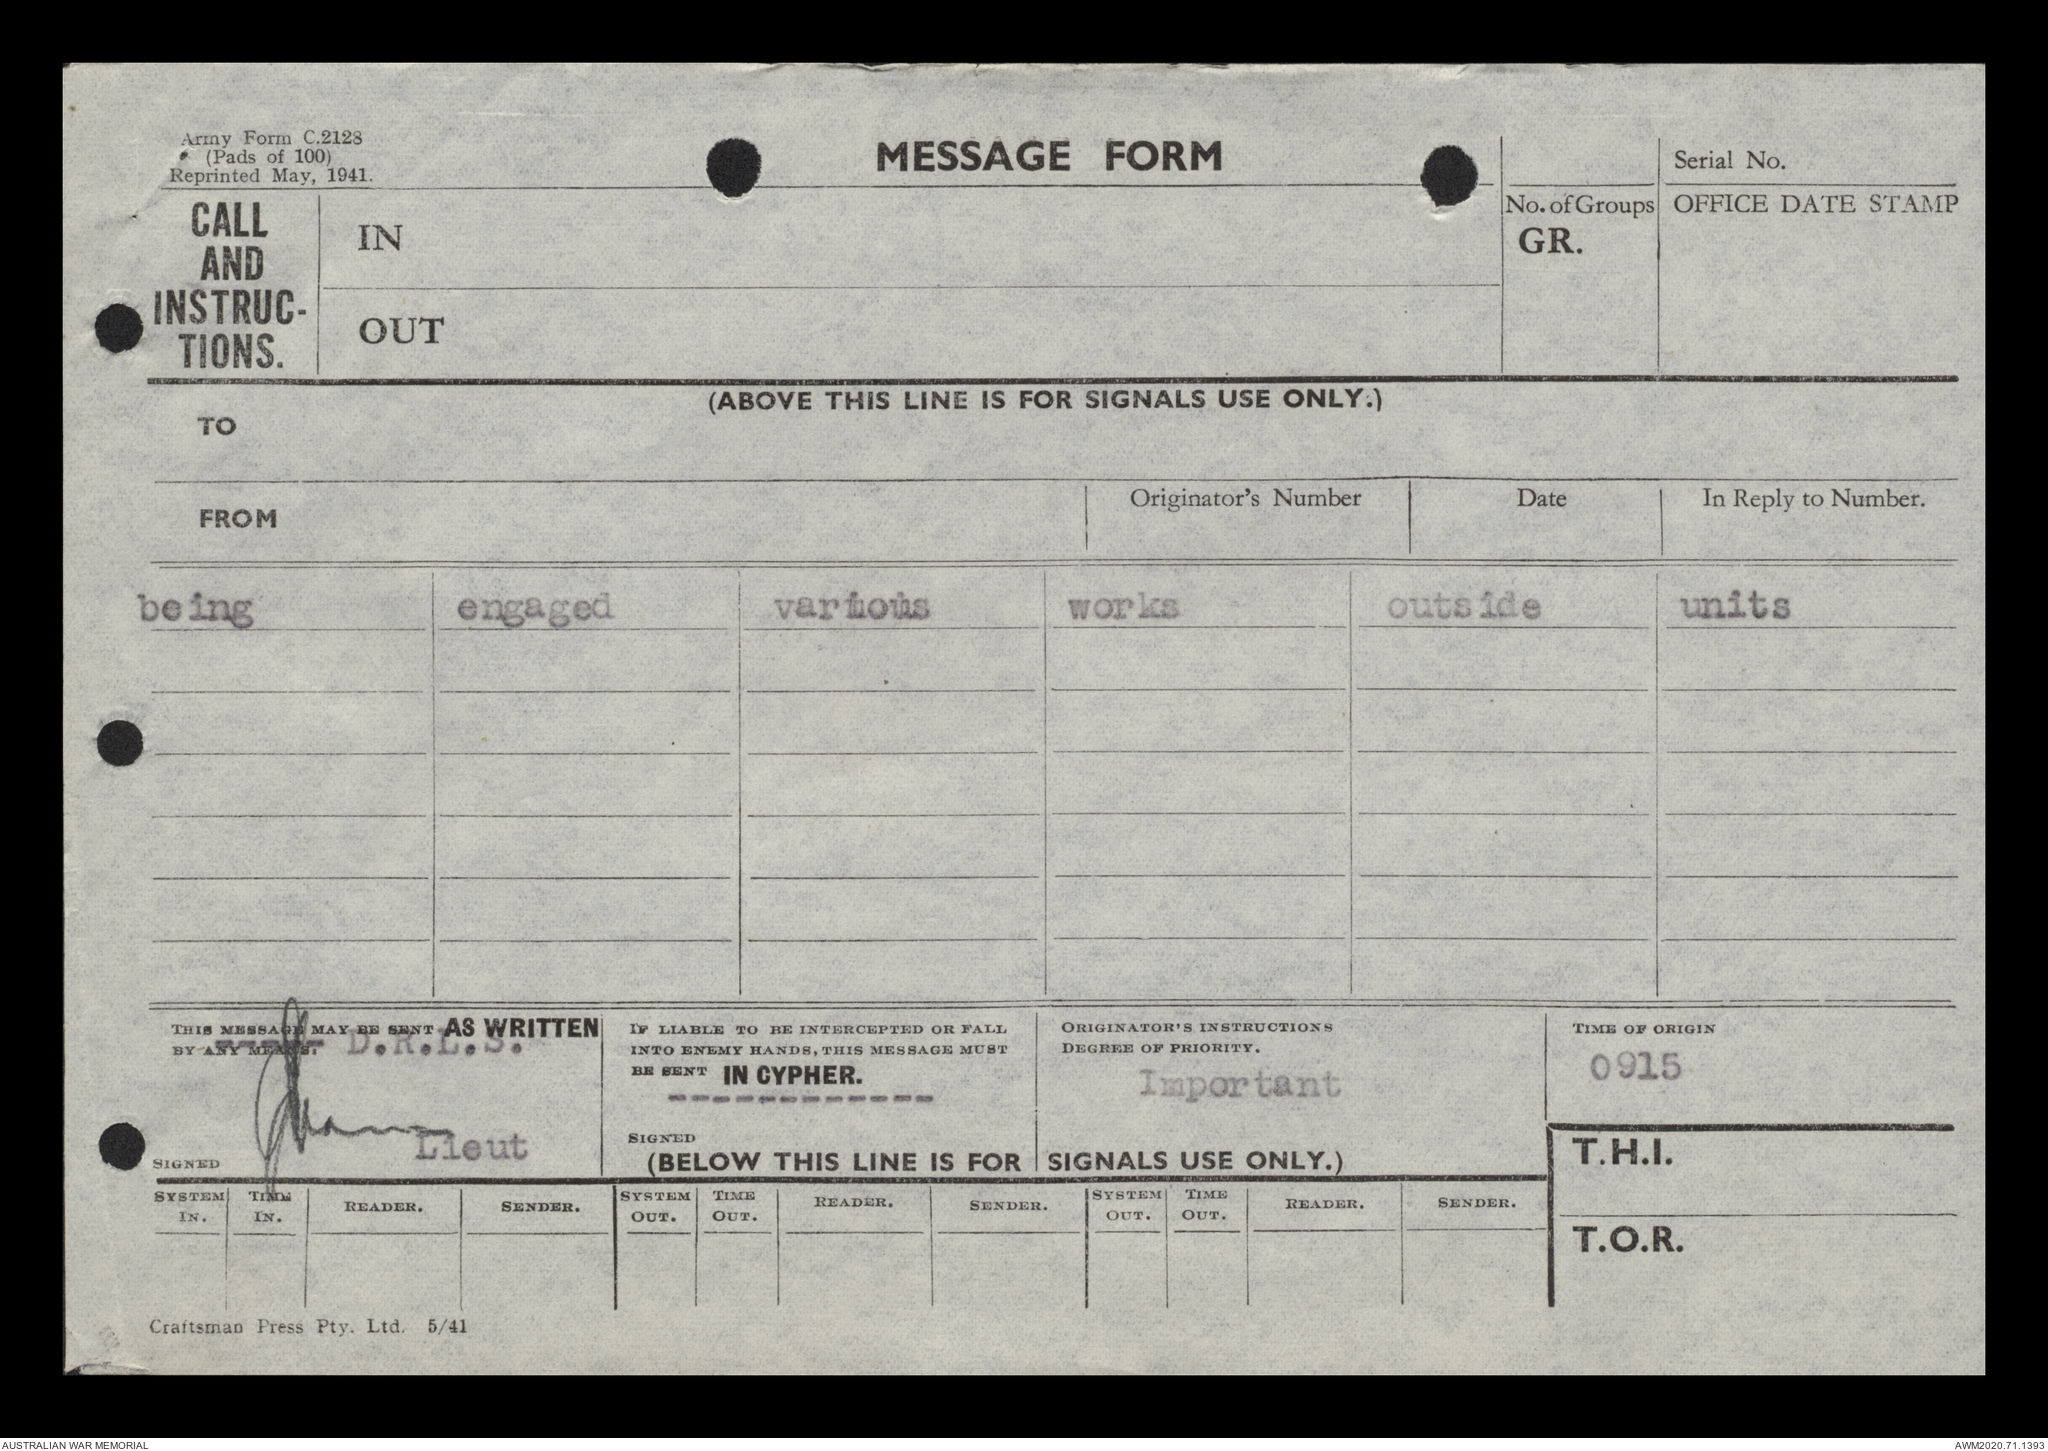 Army Form C.2128
(Pads of 100)
Reprinted May, 1941.
MESSAGE FORM
Serial No.
CALL
AND
INSTRUC-
TIONS.
IN
OUT
No. of Groups
GR.
OFFICE DATE STAMP
(ABOVE THIS LINE IS FOR SIGNALS USE ONLY.)
TO
FROM
Originator's Number
Date
In Reply to Number.
being engaged various works outside units
THIS MESSAGE MAY BE SENT AS WRITTEN
BY ANY MEANS. D.R.L.S.
Lieut
SIGNED
IF LIABLE TO BE INTERCEPTED OR FALL
INTO ENEMY HANDS, THIS MESSAGE MUST
BE SENT IN CYPHER.
SIGNED
ORIGINATOR'S INSTRUCTIONS
DEGREE OF PRIORITY.
Important
TIME OF ORIGIN
0915
(BELOW THIS LINE IS FOR SIGNALS USE ONLY.)
T.H.I.
T.O.R.
SYSTEM IN. TIME IN. READER. SENDER. SYSTEM OUT. TIME OUT. READER. SENDER. SYSTEM OUT. TIME OUT. READER. SENDER.
Craftsman Press Pty. Ltd. 5/41
AUSTRALIAN WAR MEMORIAL
AWM2020.71.1393